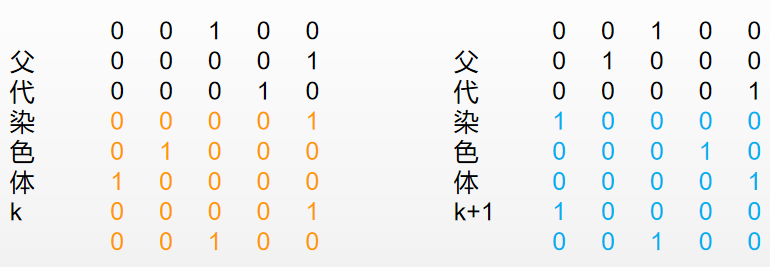 0 0 1 0 0 0 0 1 0 0
父 0 0 0 0 1 父 0 1 0 0 0
代 0 0 0 1 0 代 0 0 0 0 1
染 0 0 0 0 1 染 1 0 0 0 0
色 0 1 0 0 0 色 0 0 0 1 0
体 1 0 0 0 0 体 0 0 0 0 1
k 0 0 0 0 1 k+1 1 0 0 0 0
0 0 1 0 0 0 0 1 0 0